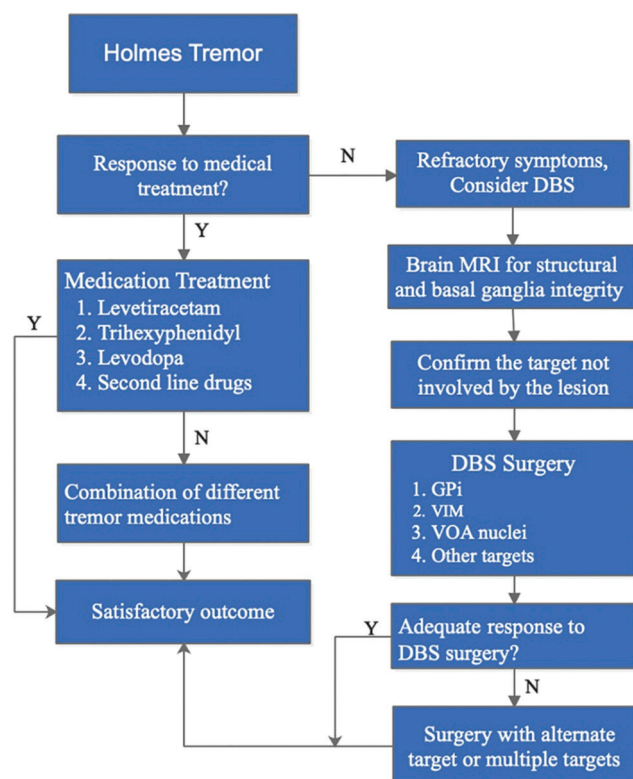 Holmes Tremor
Response to medical
treatment?
N
Refractory symptoms,
Consider DBS
Y
Medication Treatment
1. Levetiracetam
2. Trihexyphenidyl
3. Levodopa
4. Second line drugs
Y
N
Combination of different
tremor medications
Satisfactory outcome
Brain MRI for structural
and basal ganglia integrity
Confirm the target not
involved by the lesion
DBS Surgery
1. GPi
2. VIM
3. VOA nuclei
4. Other targets
Adequate response to
DBS surgery?
Y
N
Surgery with alternate
target or multiple targets